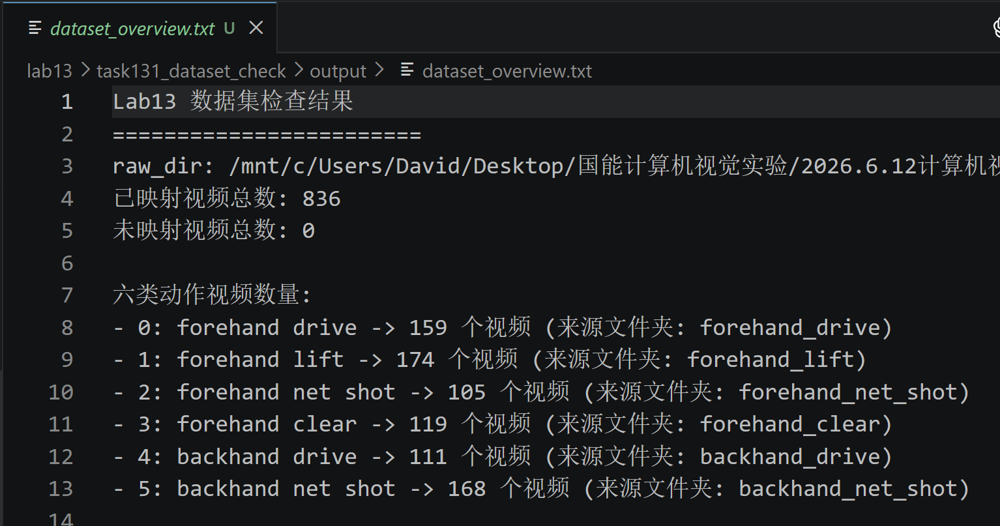 dataset_overview.txt U
lab13 > task131_dataset_check > output > dataset_overview.txt
1 Lab13 数据集检查结果
2 ========================
3 raw_dir: /mnt/c/Users/David/Desktop/国能计算机视觉实验/2026.6.12计算机视
4 已映射视频总数: 836
5 未映射视频总数: 0
6
7 六类动作视频数量:
8 - 0: forehand drive -> 159 个视频 (来源文件夹: forehand_drive)
9 - 1: forehand lift -> 174 个视频 (来源文件夹: forehand_lift)
10 - 2: forehand net shot -> 105 个视频 (来源文件夹: forehand_net_shot)
11 - 3: forehand clear -> 119 个视频 (来源文件夹: forehand_clear)
12 - 4: backhand drive -> 111 个视频 (来源文件夹: backhand_drive)
13 - 5: backhand net shot -> 168 个视频 (来源文件夹: backhand_net_shot)
14